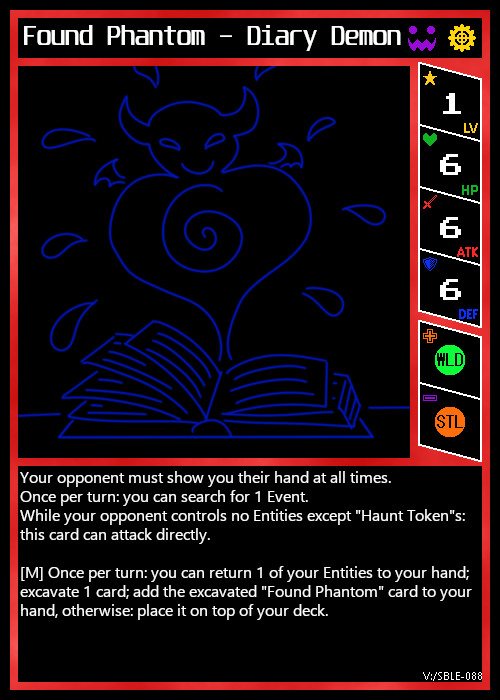 Found Phantom - Diary Demon
1
LV
6
HP
6
ATK
6
DEF
WLD
STL
Your opponent must show you their hand at all times.
Once per turn: you can search for 1 Event.
While your opponent controls no Entities except "Haunt Token"s:
this card can attack directly.
[M] Once per turn: you can return 1 of your Entities to your hand;
excavate 1 card; add the excavated "Found Phantom" card to your
hand, otherwise: place it on top of your deck.
V:/SBLE-088